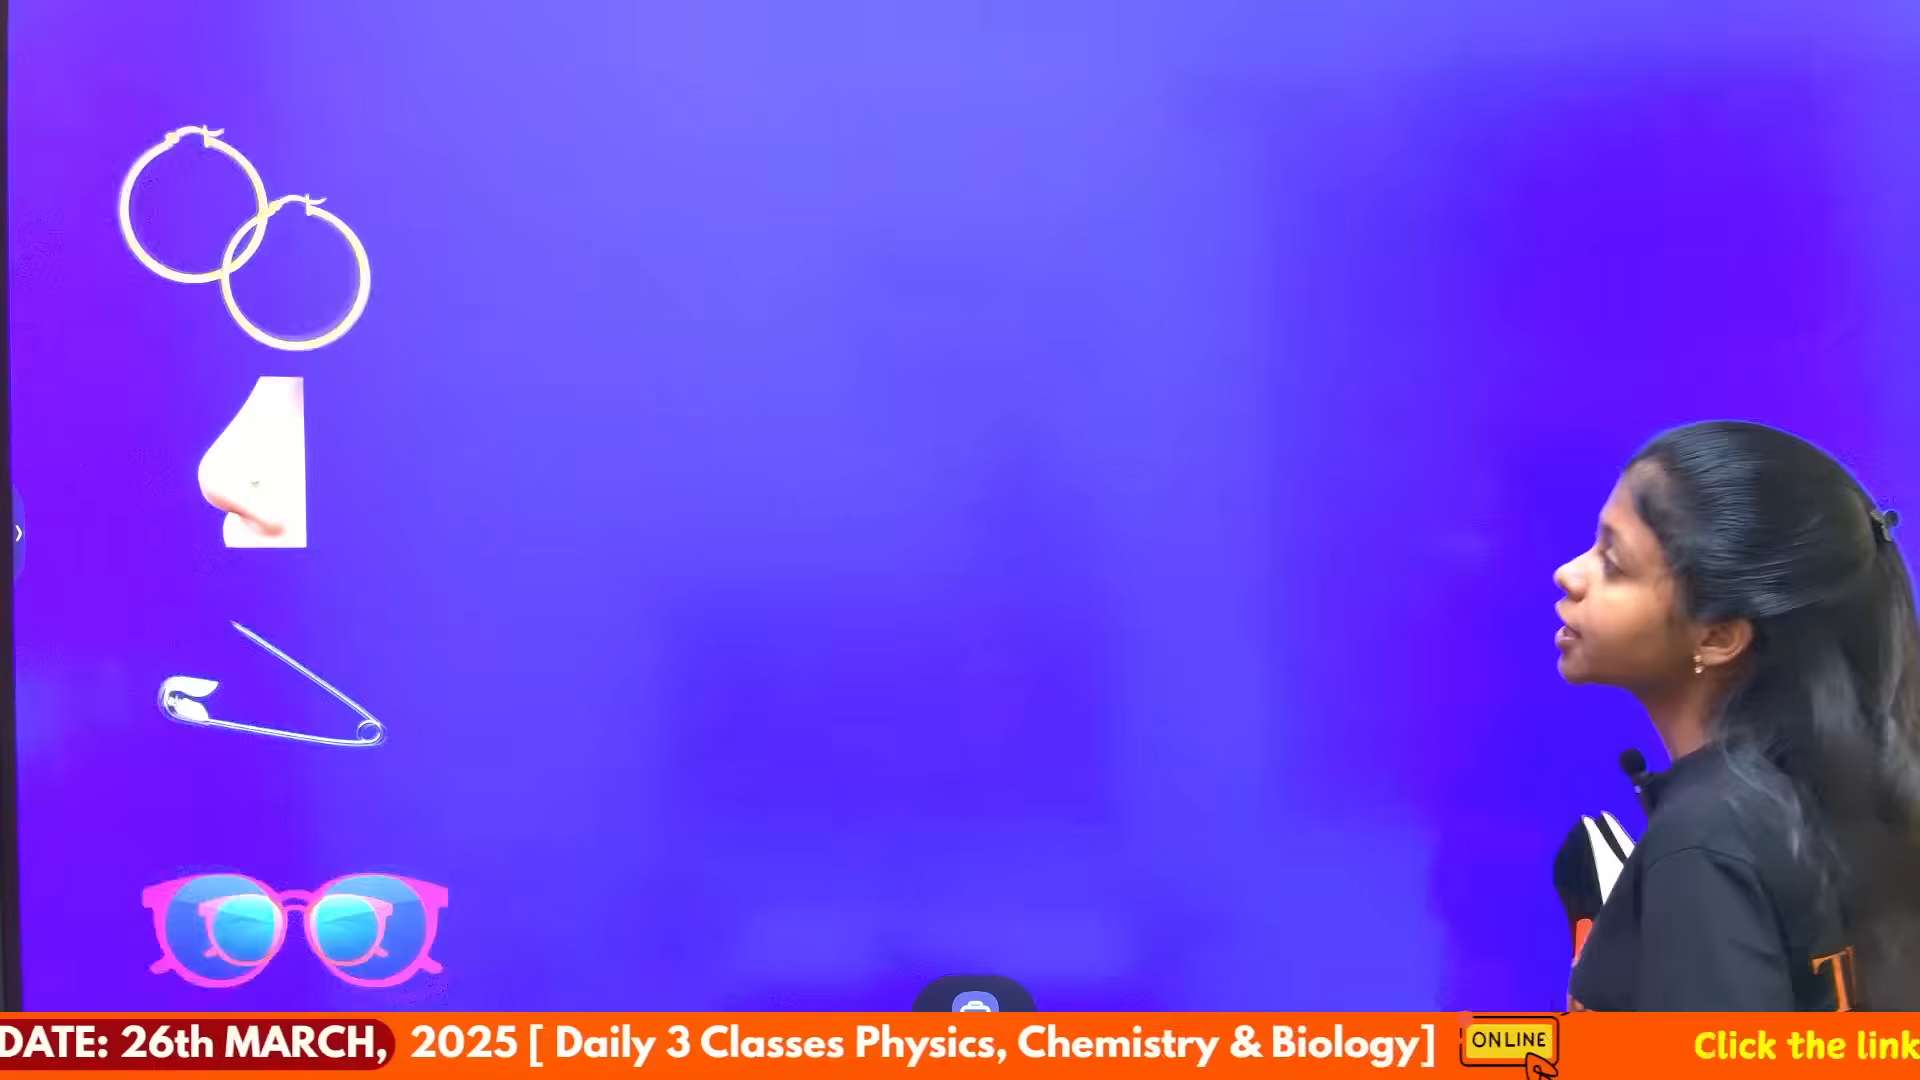 DATE: 26th MARCH, 2025 [ Daily 3 Classes Physics, Chemistry & Biology] ONLINE Click the link
T